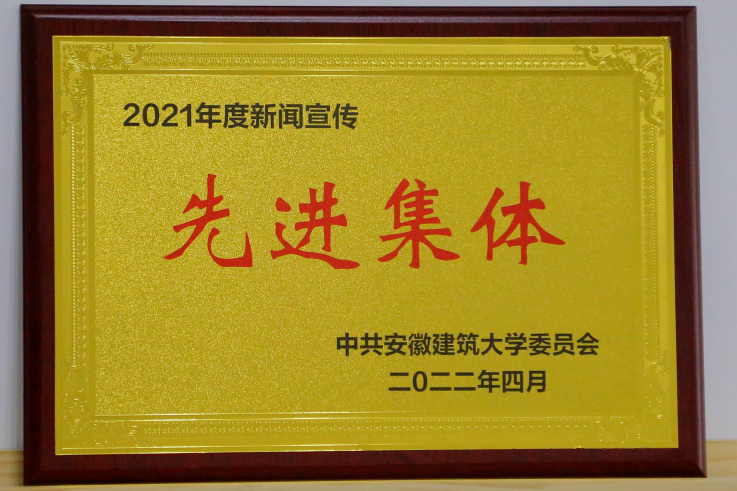 2021年度新闻宣传
先进集体
中共安徽建筑大学委员会
二0二二年四月